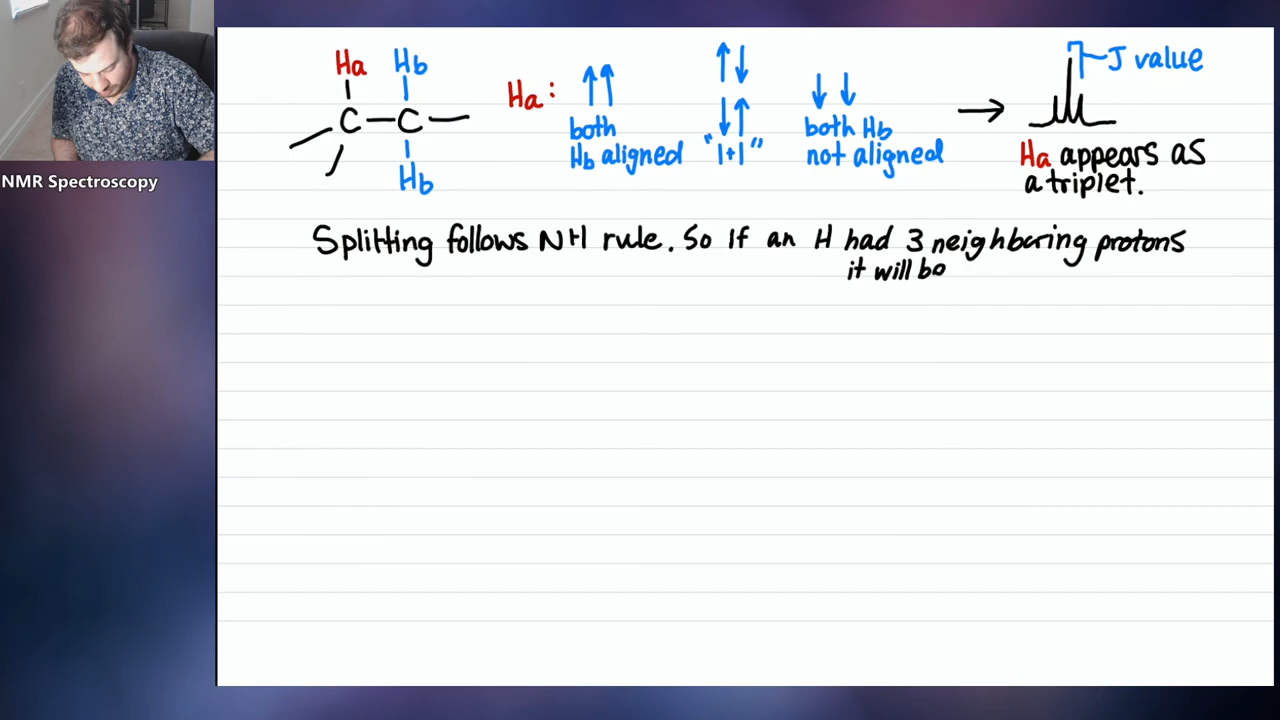 Ha Hb
C C
Hb
Ha:
both
Hb aligned
"1+1"
both Hb
not aligned
J value
Ha appears as
a triplet.
NMR Spectroscopy
Splitting follows N+1 rule. So if an H had 3 neighboring protons
it will be